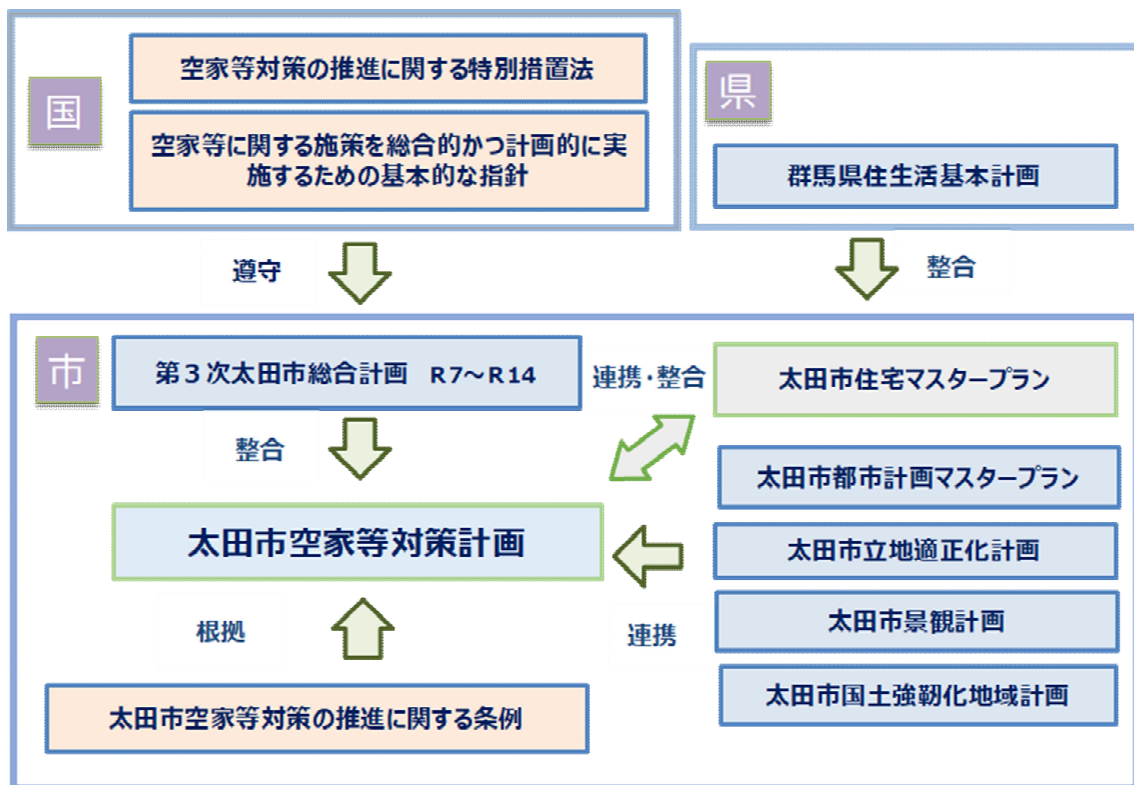 国
空家等対策の推進に関する特別措置法
空家等に関する施策を総合的かつ計画的に実
施するための基本的な指針
県
群馬県住生活基本計画
遵守
整合
市
第3次太田市総合計画 R7~R14
連携・整合
太田市住宅マスタープラン
整合
太田市都市計画マスタープラン
太田市空家等対策計画
太田市立地適正化計画
太田市景観計画
根拠
連携
太田市国土強靭化地域計画
太田市空家等対策の推進に関する条例